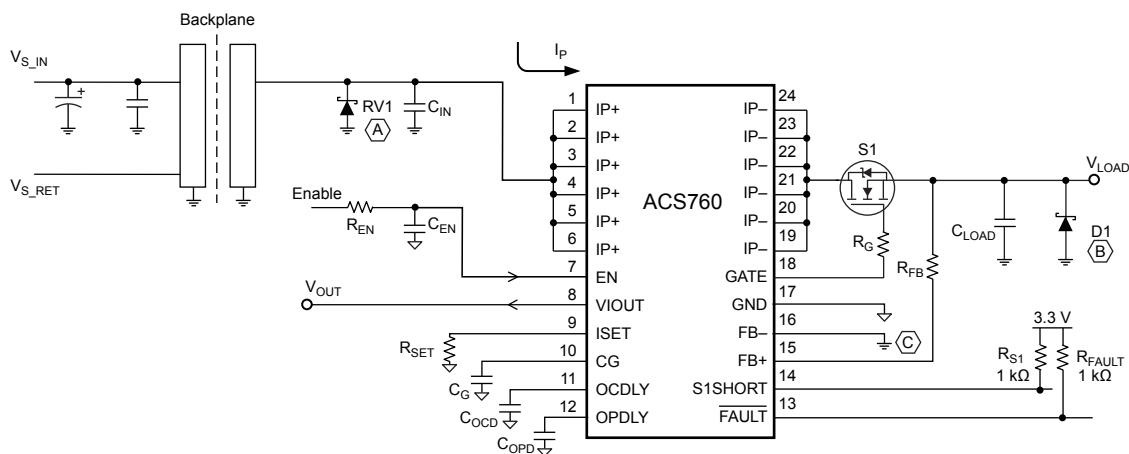 Backplane
V_S_IN
V_S_RET
RV1
A
C_IN
I_P
Enable
R_EN
C_EN
V_OUT
R_SET
C_G
C_OCD
C_OPD
ACS760
1 IP+
2 IP+
3 IP+
4 IP+
5 IP+
6 IP+
7 EN
8 VIOUT
9 ISET
10 CG
11 OCDLY
12 OPDLY
24 IP–
23 IP–
22 IP–
21 IP–
20 IP–
19 IP–
18 GATE
17 GND
16 FB–
15 FB+
14 S1SHORT
13 FAULT
S1
R_G
R_FB
C_LOAD
V_LOAD
D1
B
C
3.3 V
R_S1
1 kΩ
R_FAULT
1 kΩ